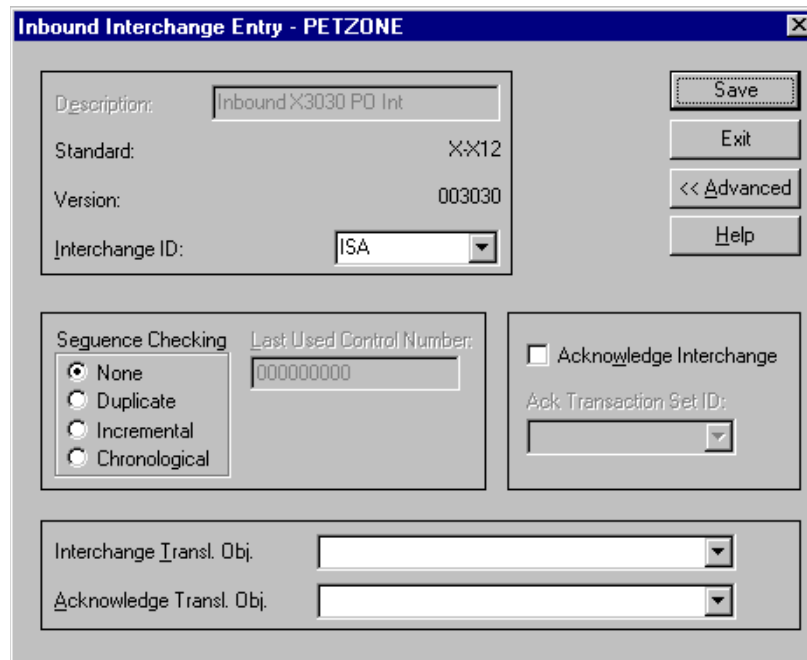 Inbound Interchange Entry - PETZONE
Description: Inbound X3030 PO Int
Standard: X-X12
Version: 003030
Interchange ID: ISA
Save
Exit
<< Advanced
Help
Sequence Checking
None
Duplicate
Incremental
Chronological
Last Used Control Number:
000000000
Acknowledge Interchange
Ack Transaction Set ID:
Interchange Transl. Obj.
Acknowledge Transl. Obj.